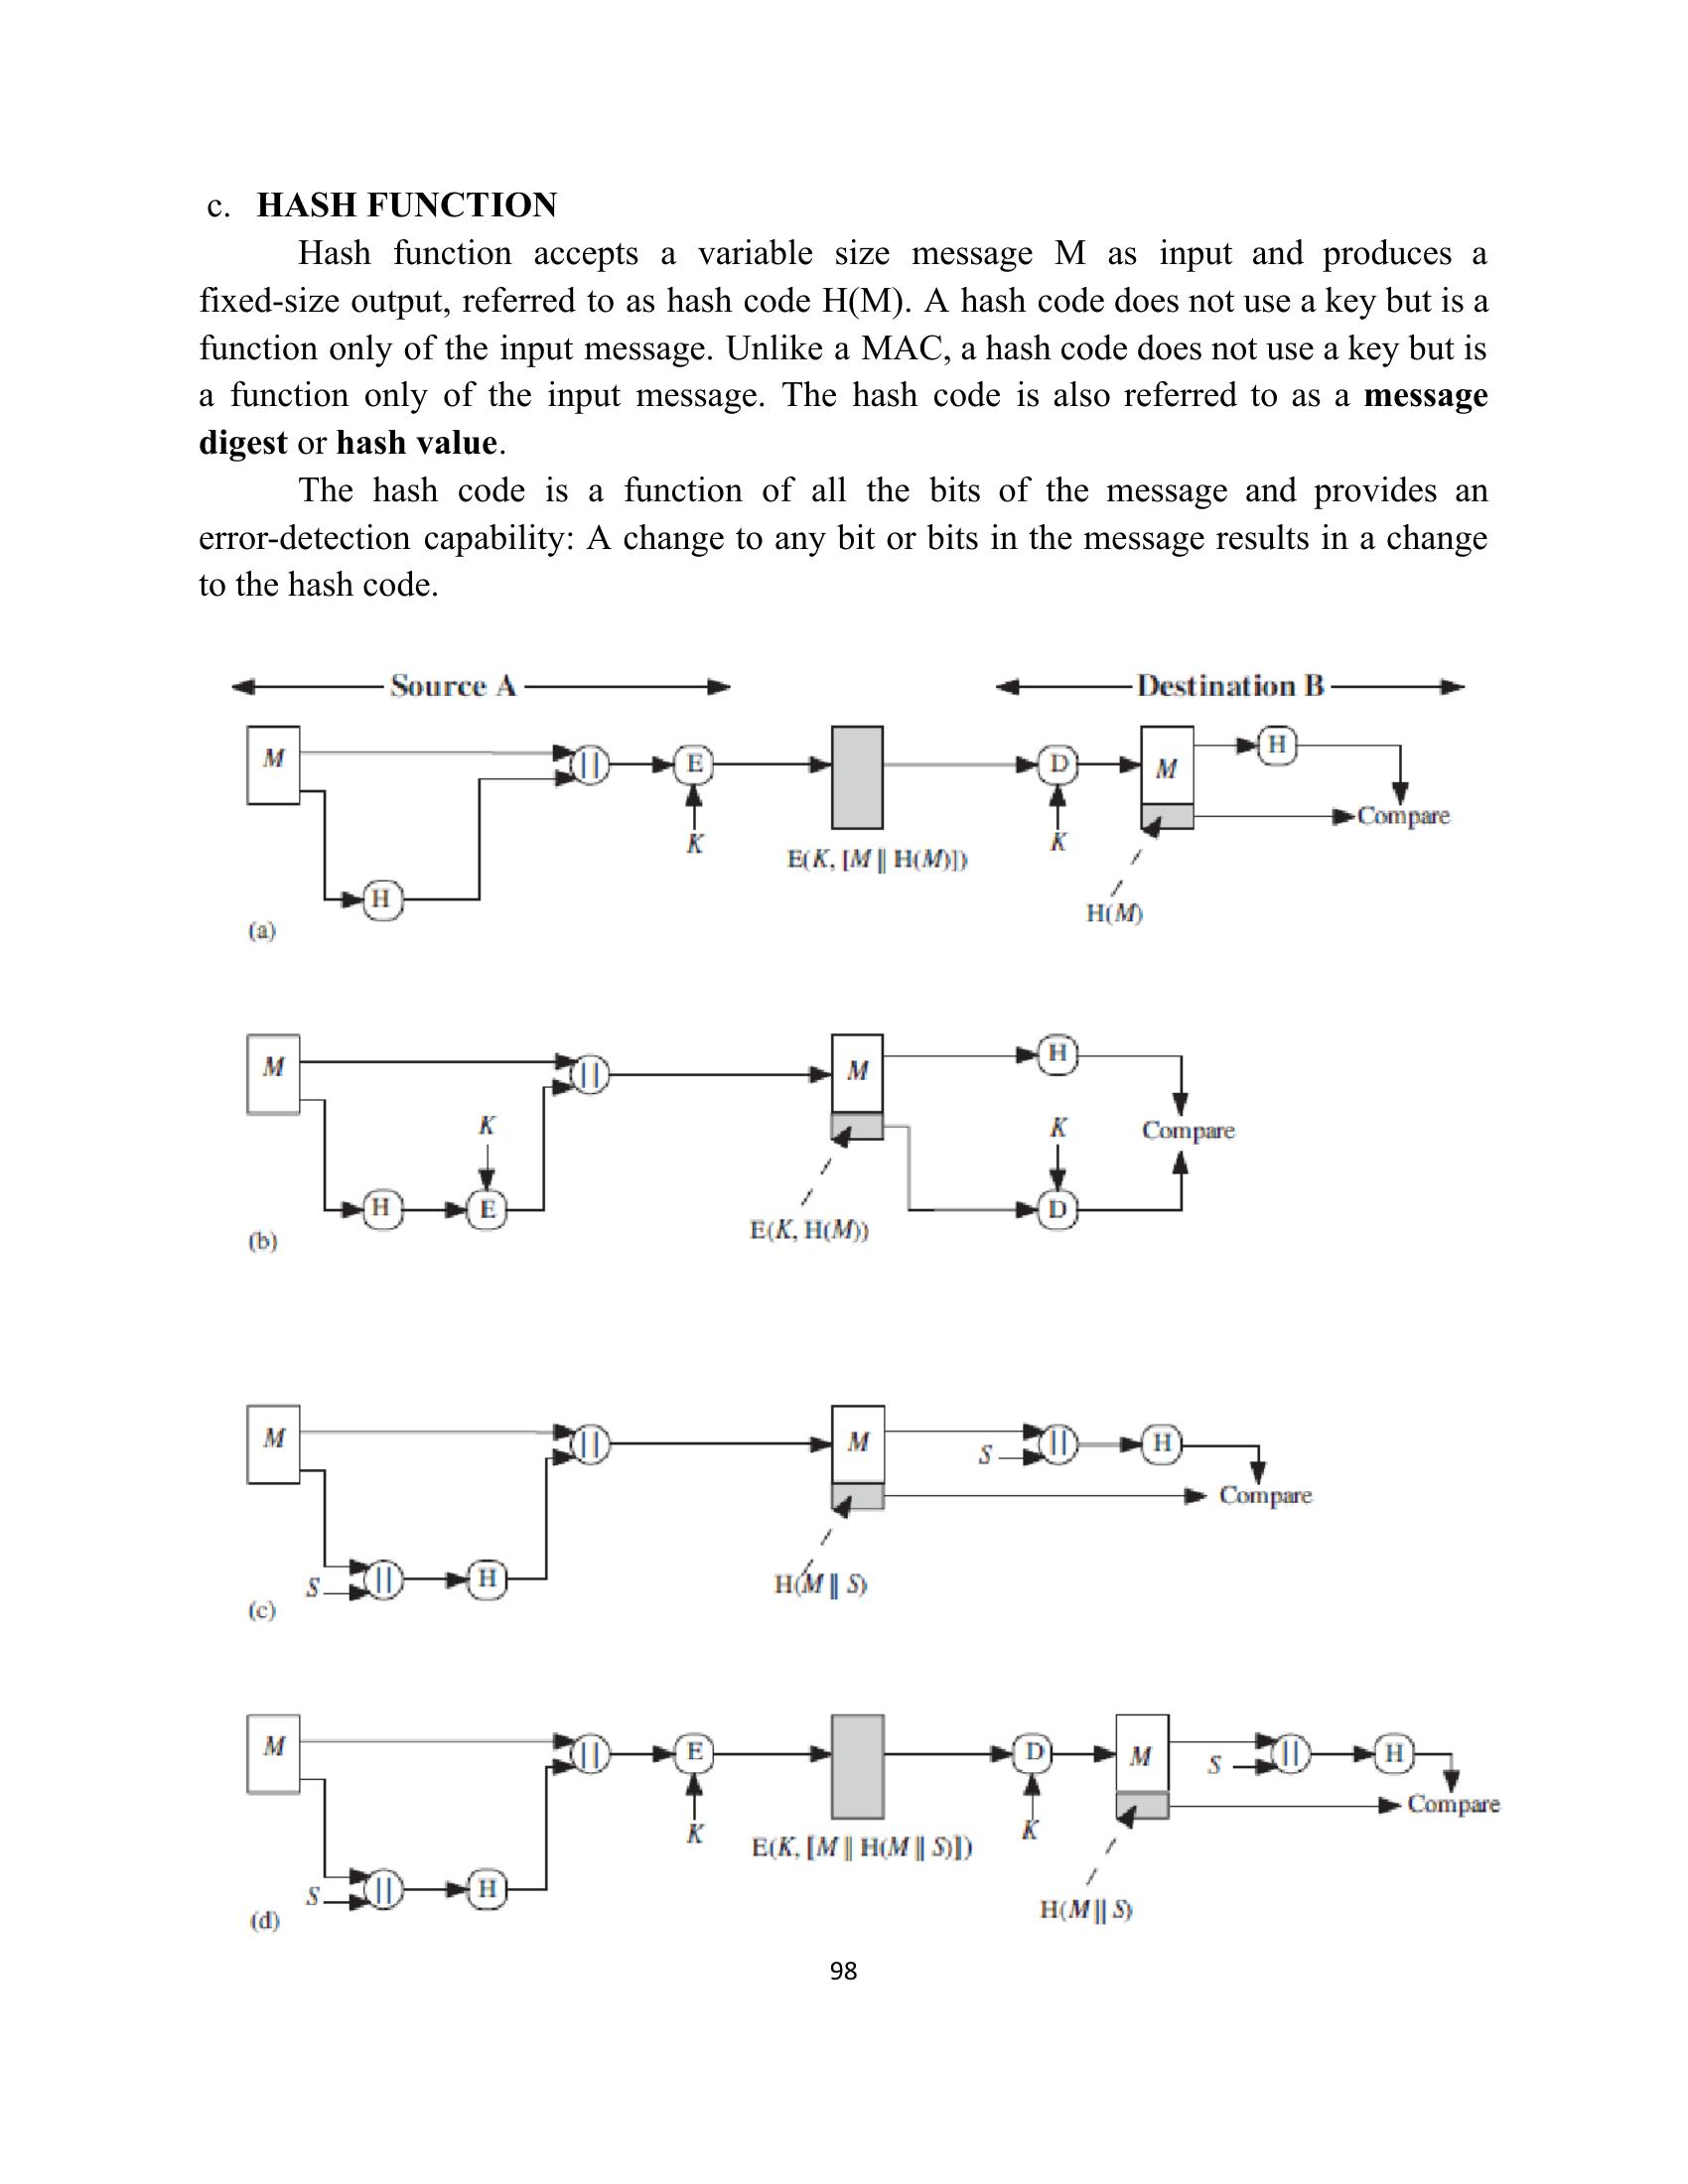 c. HASH FUNCTION
Hash function accepts a variable size message M as input and produces a
fixed-size output, referred to as hash code H(M). A hash code does not use a key but is a
function only of the input message. Unlike a MAC, a hash code does not use a key but is
a function only of the input message. The hash code is also referred to as a message
digest or hash value.
The hash code is a function of all the bits of the message and provides an
error-detection capability: A change to any bit or bits in the message results in a change
to the hash code.
Source A Destination B
M || E D M H
K K Compare
E(K, [M || H(M)])
H H(M)
(a)
M || M H
K K Compare
H E D
E(K, H(M))
(b)
M || M S || H
Compare
S || H H(M || S)
(c)
M || E D M S || H
K K Compare
E(K, [M || H(M || S)])
S || H H(M || S)
(d)
98